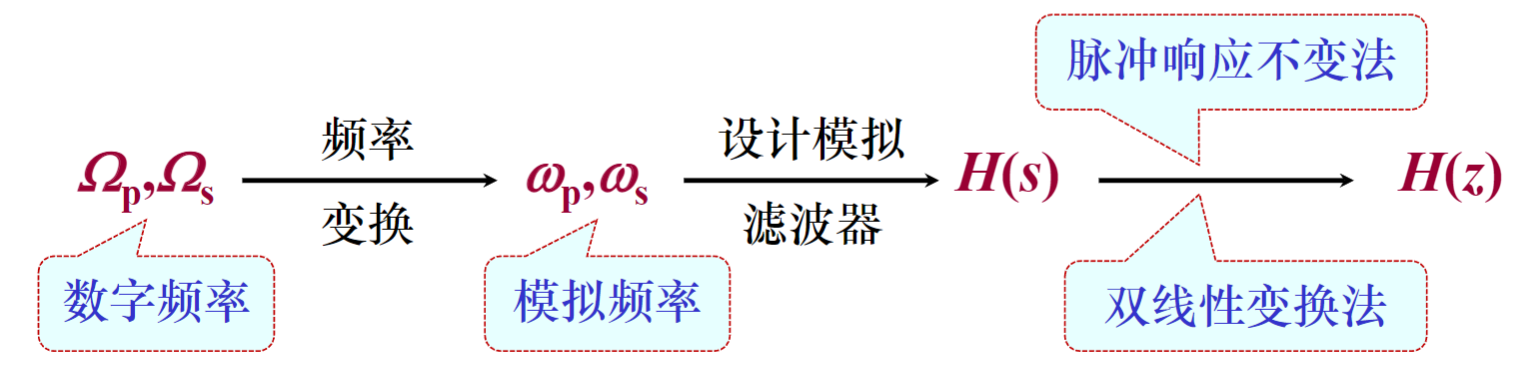 脉冲响应不变法
频率
设计模拟
Ωp,Ωs
ωp,ωs
H(s)
H(z)
变换
滤波器
数字频率
模拟频率
双线性变换法